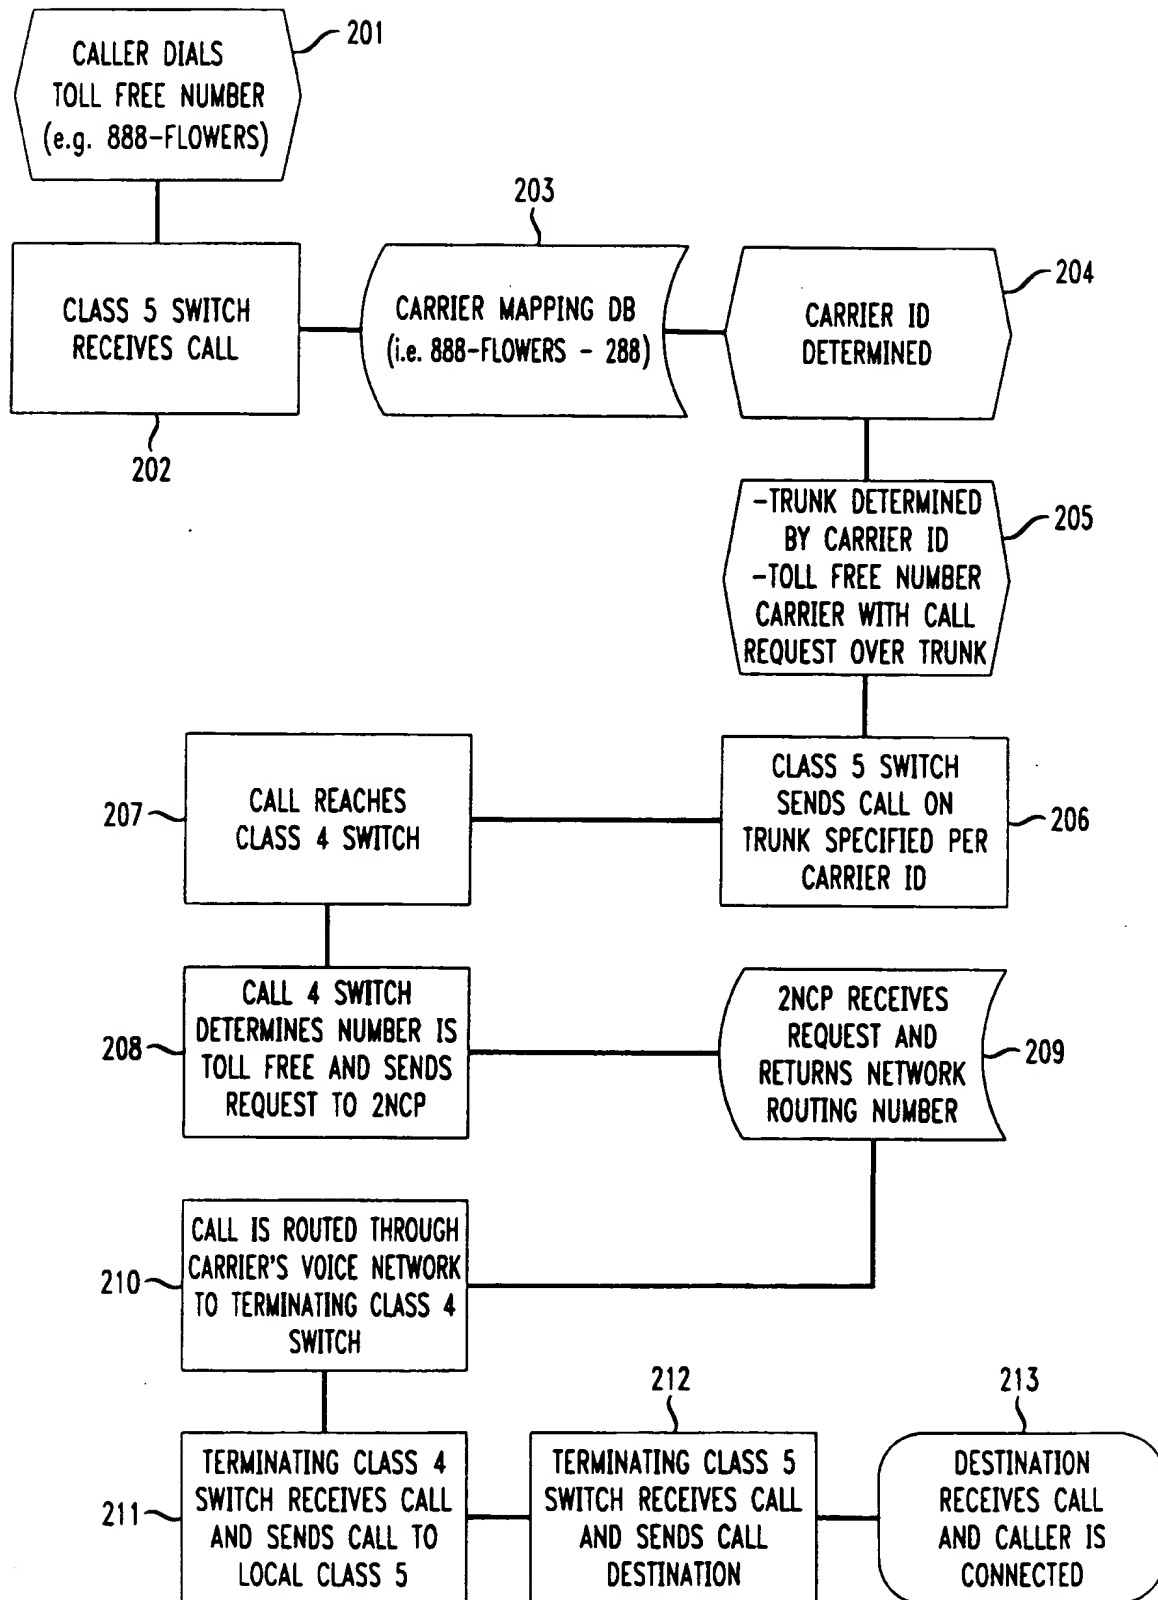 201
CALLER DIALS
TOLL FREE NUMBER
(e.g. 888-FLOWERS)
CLASS 5 SWITCH
RECEIVES CALL
202
203
CARRIER MAPPING DB
(i.e. 888-FLOWERS - 288)
204
CARRIER ID
DETERMINED
205
-TRUNK DETERMINED
BY CARRIER ID
-TOLL FREE NUMBER
CARRIER WITH CALL
REQUEST OVER TRUNK
CLASS 5 SWITCH
SENDS CALL ON
TRUNK SPECIFIED PER
CARRIER ID
206
207
CALL REACHES
CLASS 4 SWITCH
208
CALL 4 SWITCH
DETERMINES NUMBER IS
TOLL FREE AND SENDS
REQUEST TO 2NCP
2NCP RECEIVES
REQUEST AND
RETURNS NETWORK
ROUTING NUMBER
209
210
CALL IS ROUTED THROUGH
CARRIER'S VOICE NETWORK
TO TERMINATING CLASS 4
SWITCH
211
TERMINATING CLASS 4
SWITCH RECEIVES CALL
AND SENDS CALL TO
LOCAL CLASS 5
212
TERMINATING CLASS 5
SWITCH RECEIVES CALL
AND SENDS CALL
DESTINATION
213
DESTINATION
RECEIVES CALL
AND CALLER IS
CONNECTED